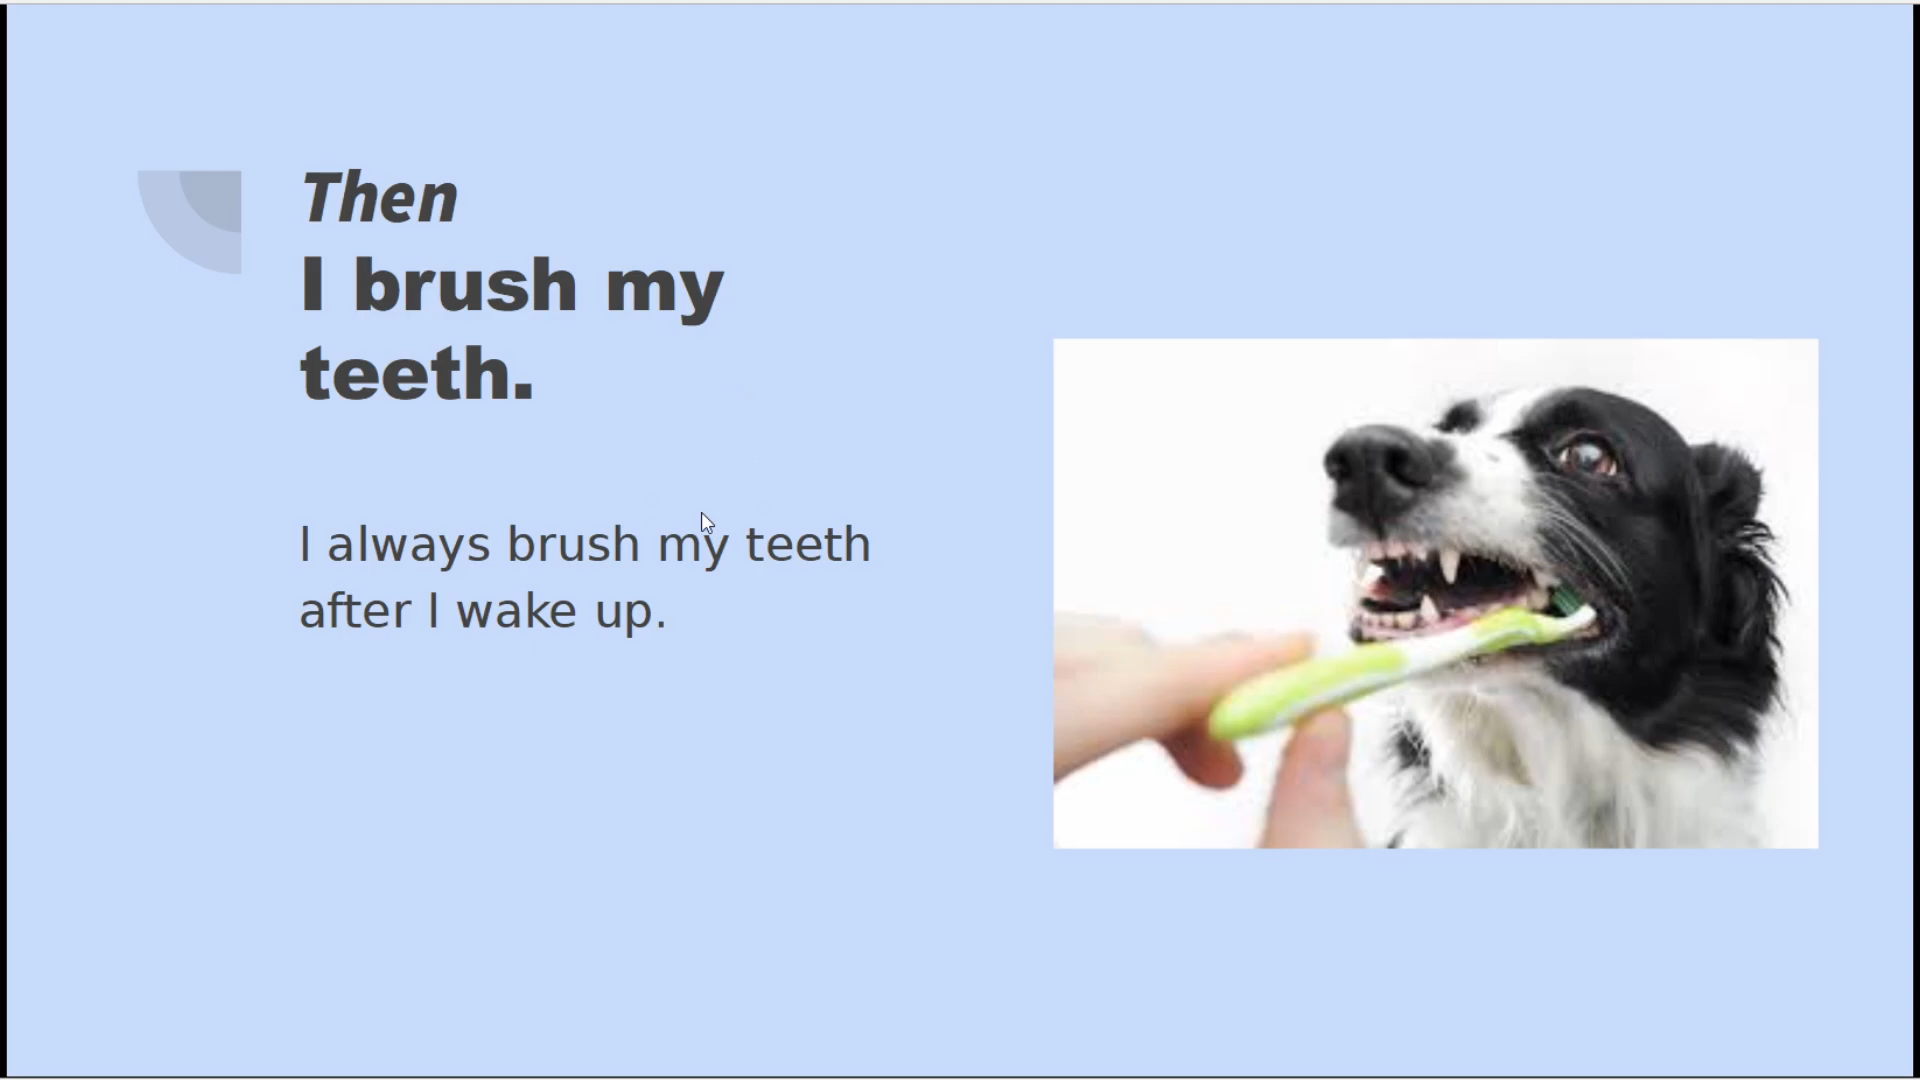 Then
I brush my
teeth.
I always brush my teeth
after I wake up.